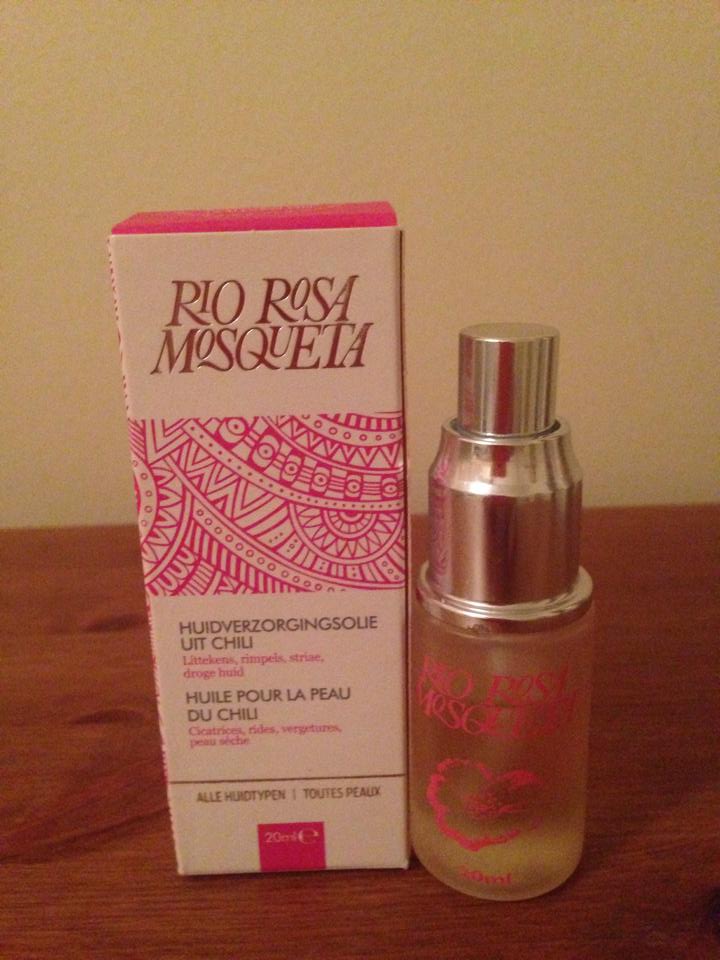 RIO ROSA
MOSQUETA
HUIDVERZORGINGSOLIE
UIT CHILI
Littekens, rimpels, striae,
droge huid
HUILE POUR LA PEAU
DU CHILI
Cicatrices, rides, vergetures,
peau sèche
ALLE HUIDTYPEN | TOUTES PEAUX
20ml ℮
RIO ROSA
MOSQUETA
20ml